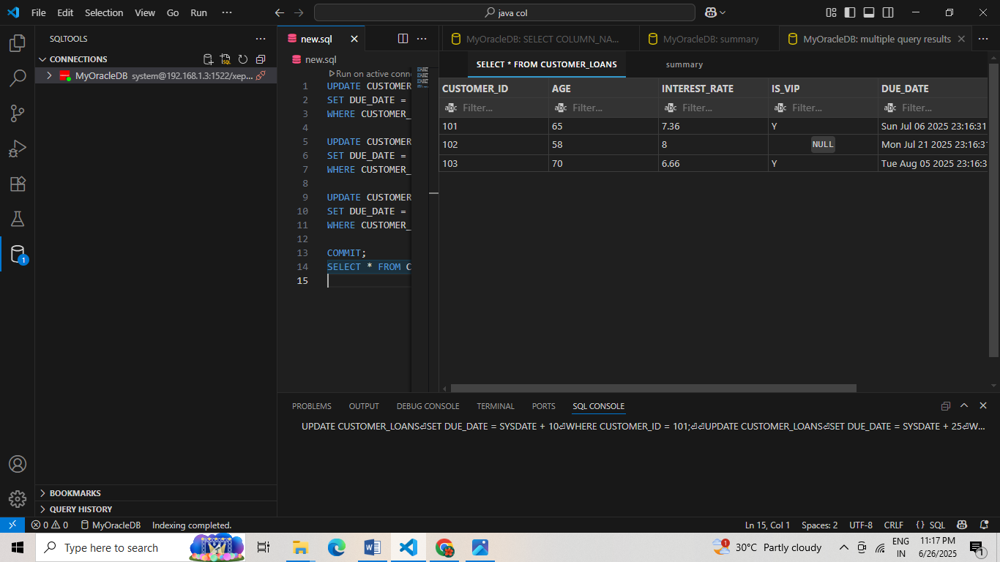 File Edit Selection View Go Run ··· java col
SQLTOOLS
CONNECTIONS
MyOracleDB system@192.168.1.3:1522/xep...
BOOKMARKS
QUERY HISTORY
new.sql
new.sql
Run on active conne
1 UPDATE CUSTOMER
2 SET DUE_DATE =
3 WHERE CUSTOMER_
4
5 UPDATE CUSTOMER
6 SET DUE_DATE =
7 WHERE CUSTOMER_
8
9 UPDATE CUSTOMER
10 SET DUE_DATE =
11 WHERE CUSTOMER_
12
13 COMMIT;
14 SELECT * FROM C
15
MyOracleDB: SELECT COLUMN_NA... MyOracleDB: summary MyOracleDB: multiple query results
SELECT * FROM CUSTOMER_LOANS summary
CUSTOMER_ID AGE INTEREST_RATE IS_VIP DUE_DATE
Filter... Filter... Filter... Filter... Filter...
101 65 7.36 Y Sun Jul 06 2025 23:16:31
102 58 8 NULL Mon Jul 21 2025 23:16:31
103 70 6.66 Y Tue Aug 05 2025 23:16:3
PROBLEMS OUTPUT DEBUG CONSOLE TERMINAL PORTS SQL CONSOLE
UPDATE CUSTOMER_LOANS⏎SET DUE_DATE = SYSDATE + 10⏎WHERE CUSTOMER_ID = 101;⏎⏎UPDATE CUSTOMER_LOANS⏎SET DUE_DATE = SYSDATE + 25⏎W...
0 0 MyOracleDB Indexing completed. Ln 15, Col 1 Spaces: 2 UTF-8 CRLF {} SQL
Type here to search 1 30°C Partly cloudy ENG IN 11:17 PM 6/26/2025 1